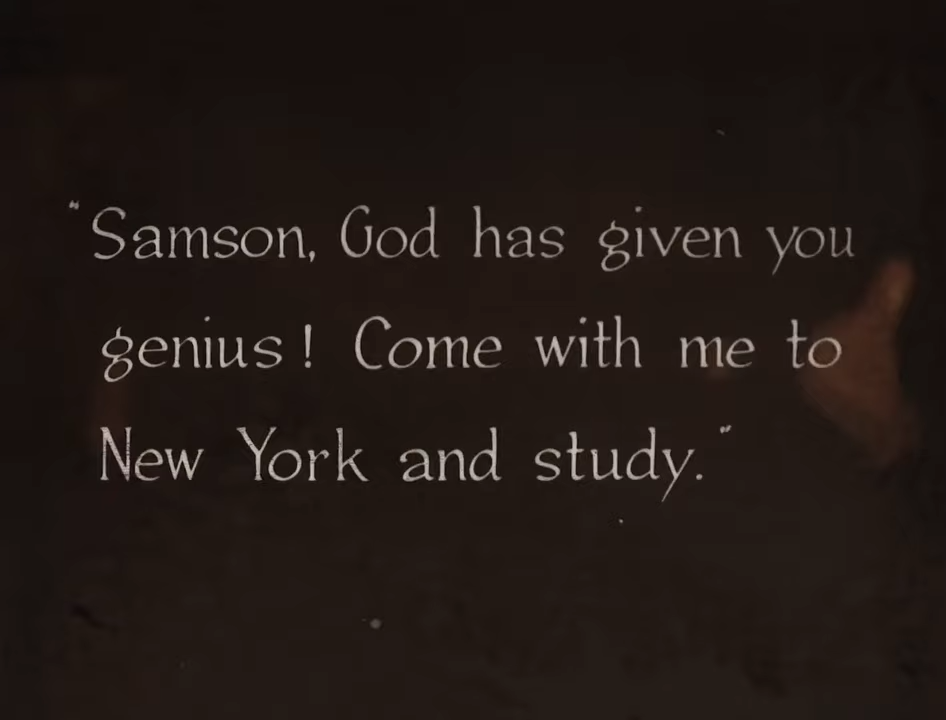 "Samson, God has given you
genius! Come with me to
New York and study."